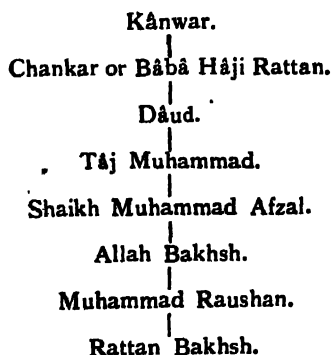 Kânwar.
Chankar or Bâbâ Hâji Rattan.
Dâud.
Tâj Muhammad.
Shaikh Muhammad Afzal.
Allah Bakhsh.
Muhammad Raushan.
Rattan Bakhsh.